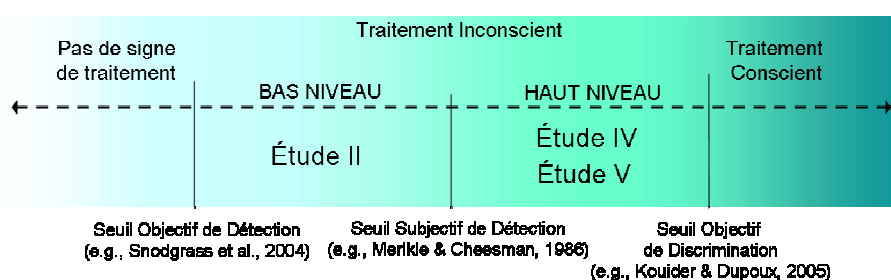 Traitement Inconscient
Pas de signe
de traitement
Traitement
Conscient
BAS NIVEAU
HAUT NIVEAU
Étude II
Étude IV
Étude V
Seuil Objectif de Détection
(e.g., Snodgrass et al., 2004)
Seuil Subjectif de Détection
(e.g., Merikle & Cheesman, 1986)
Seuil Objectif
de Discrimination
(e.g., Kouider & Dupoux, 2005)